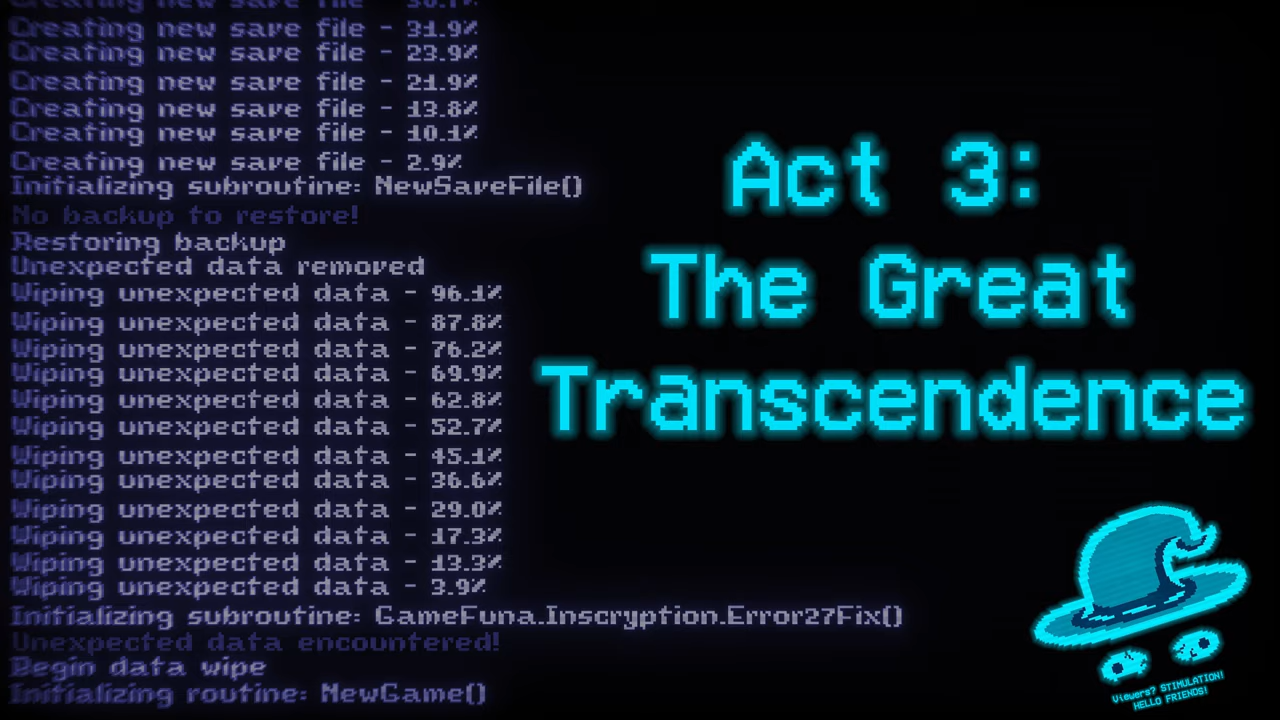 Creating new save file - 30.1%
Creating new save file - 31.9%
Creating new save file - 23.9%
Creating new save file - 21.9%
Creating new save file - 13.8%
Creating new save file - 10.1%
Creating new save file - 2.9%
Initializing subroutine: NewSaveFile()
No backup to restore!
Restoring backup
Unexpected data removed
Wiping unexpected data - 96.1%
Wiping unexpected data - 87.8%
Wiping unexpected data - 76.2%
Wiping unexpected data - 69.9%
Wiping unexpected data - 62.8%
Wiping unexpected data - 52.7%
Wiping unexpected data - 45.1%
Wiping unexpected data - 36.6%
Wiping unexpected data - 29.0%
Wiping unexpected data - 17.3%
Wiping unexpected data - 13.3%
Wiping unexpected data - 3.9%
Initializing subroutine: GameFuna.Inscryption.Error27Fix()
Unexpected data encountered!
Begin data wipe
Initializing routine: NewGame()
Act 3:
The Great
Transcendence
Viewers? STIMULATION!
HELLO FRIENDS!